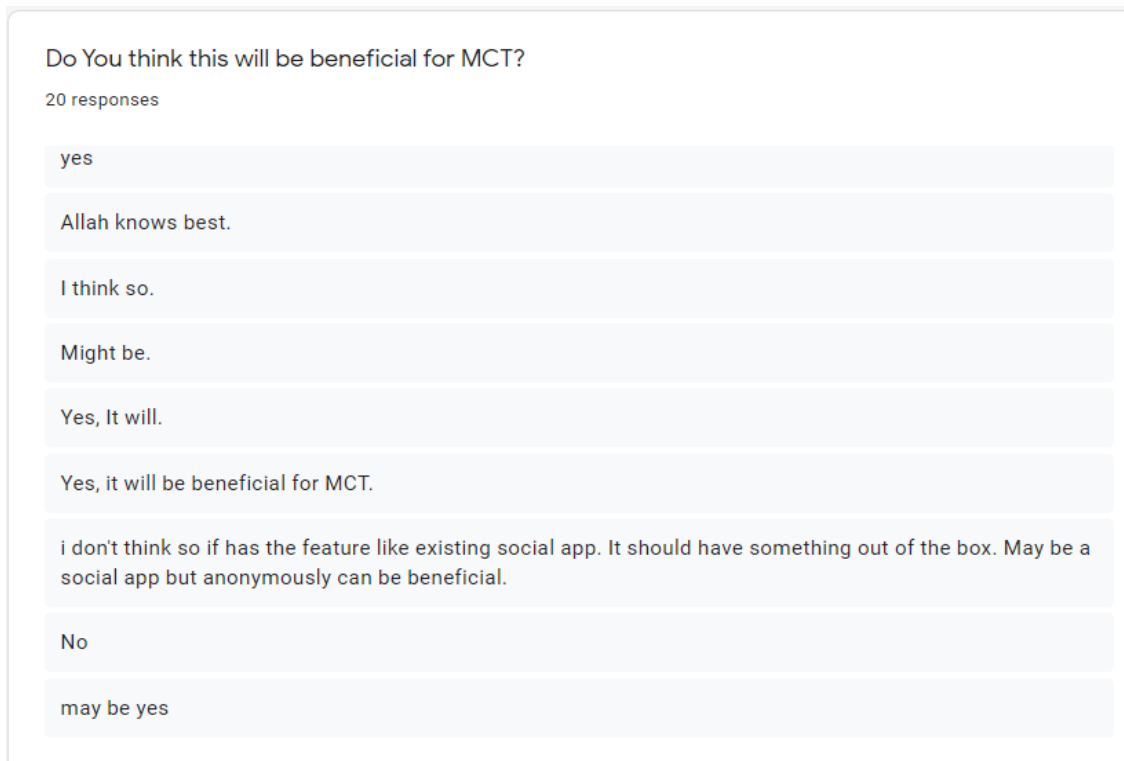 Do You think this will be beneficial for MCT?
20 responses
yes
Allah knows best.
I think so.
Might be.
Yes, It will.
Yes, it will be beneficial for MCT.
i don't think so if has the feature like existing social app. It should have something out of the box. May be a
social app but anonymously can be beneficial.
No
may be yes